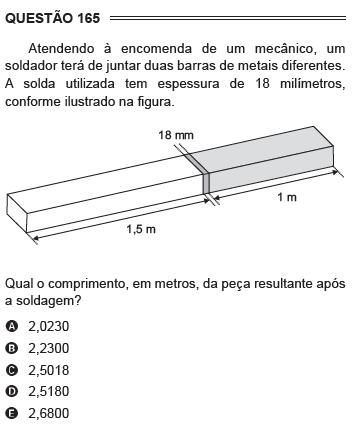 QUESTÃO 165
Atendendo à encomenda de um mecânico, um
soldador terá de juntar duas barras de metais diferentes.
A solda utilizada tem espessura de 18 milímetros,
conforme ilustrado na figura.
18 mm
1 m
1,5 m
Qual o comprimento, em metros, da peça resultante após
a soldagem?
A 2,0230
B 2,2300
C 2,5018
D 2,5180
E 2,6800